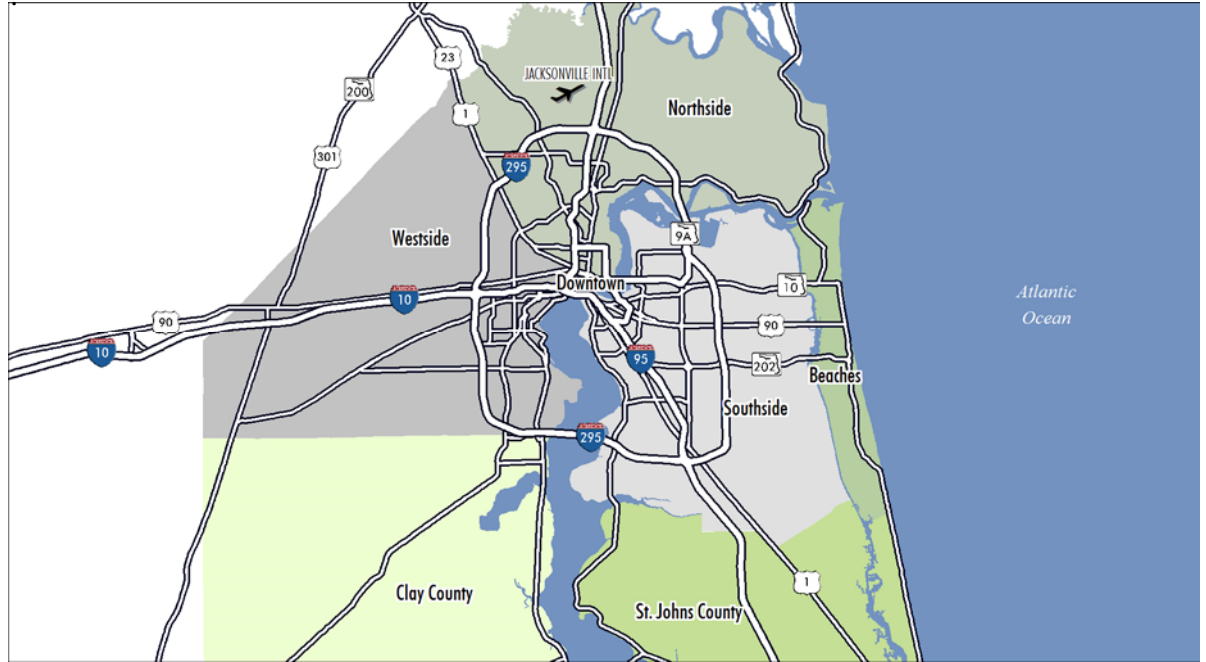 23
JACKSONVILLE INTL
200
Northside
1
301
295
9A
Westside
Downtown
10
10
Atlantic
Ocean
90
90
10
95
202
Beaches
Southside
295
1
Clay County
St. Johns County